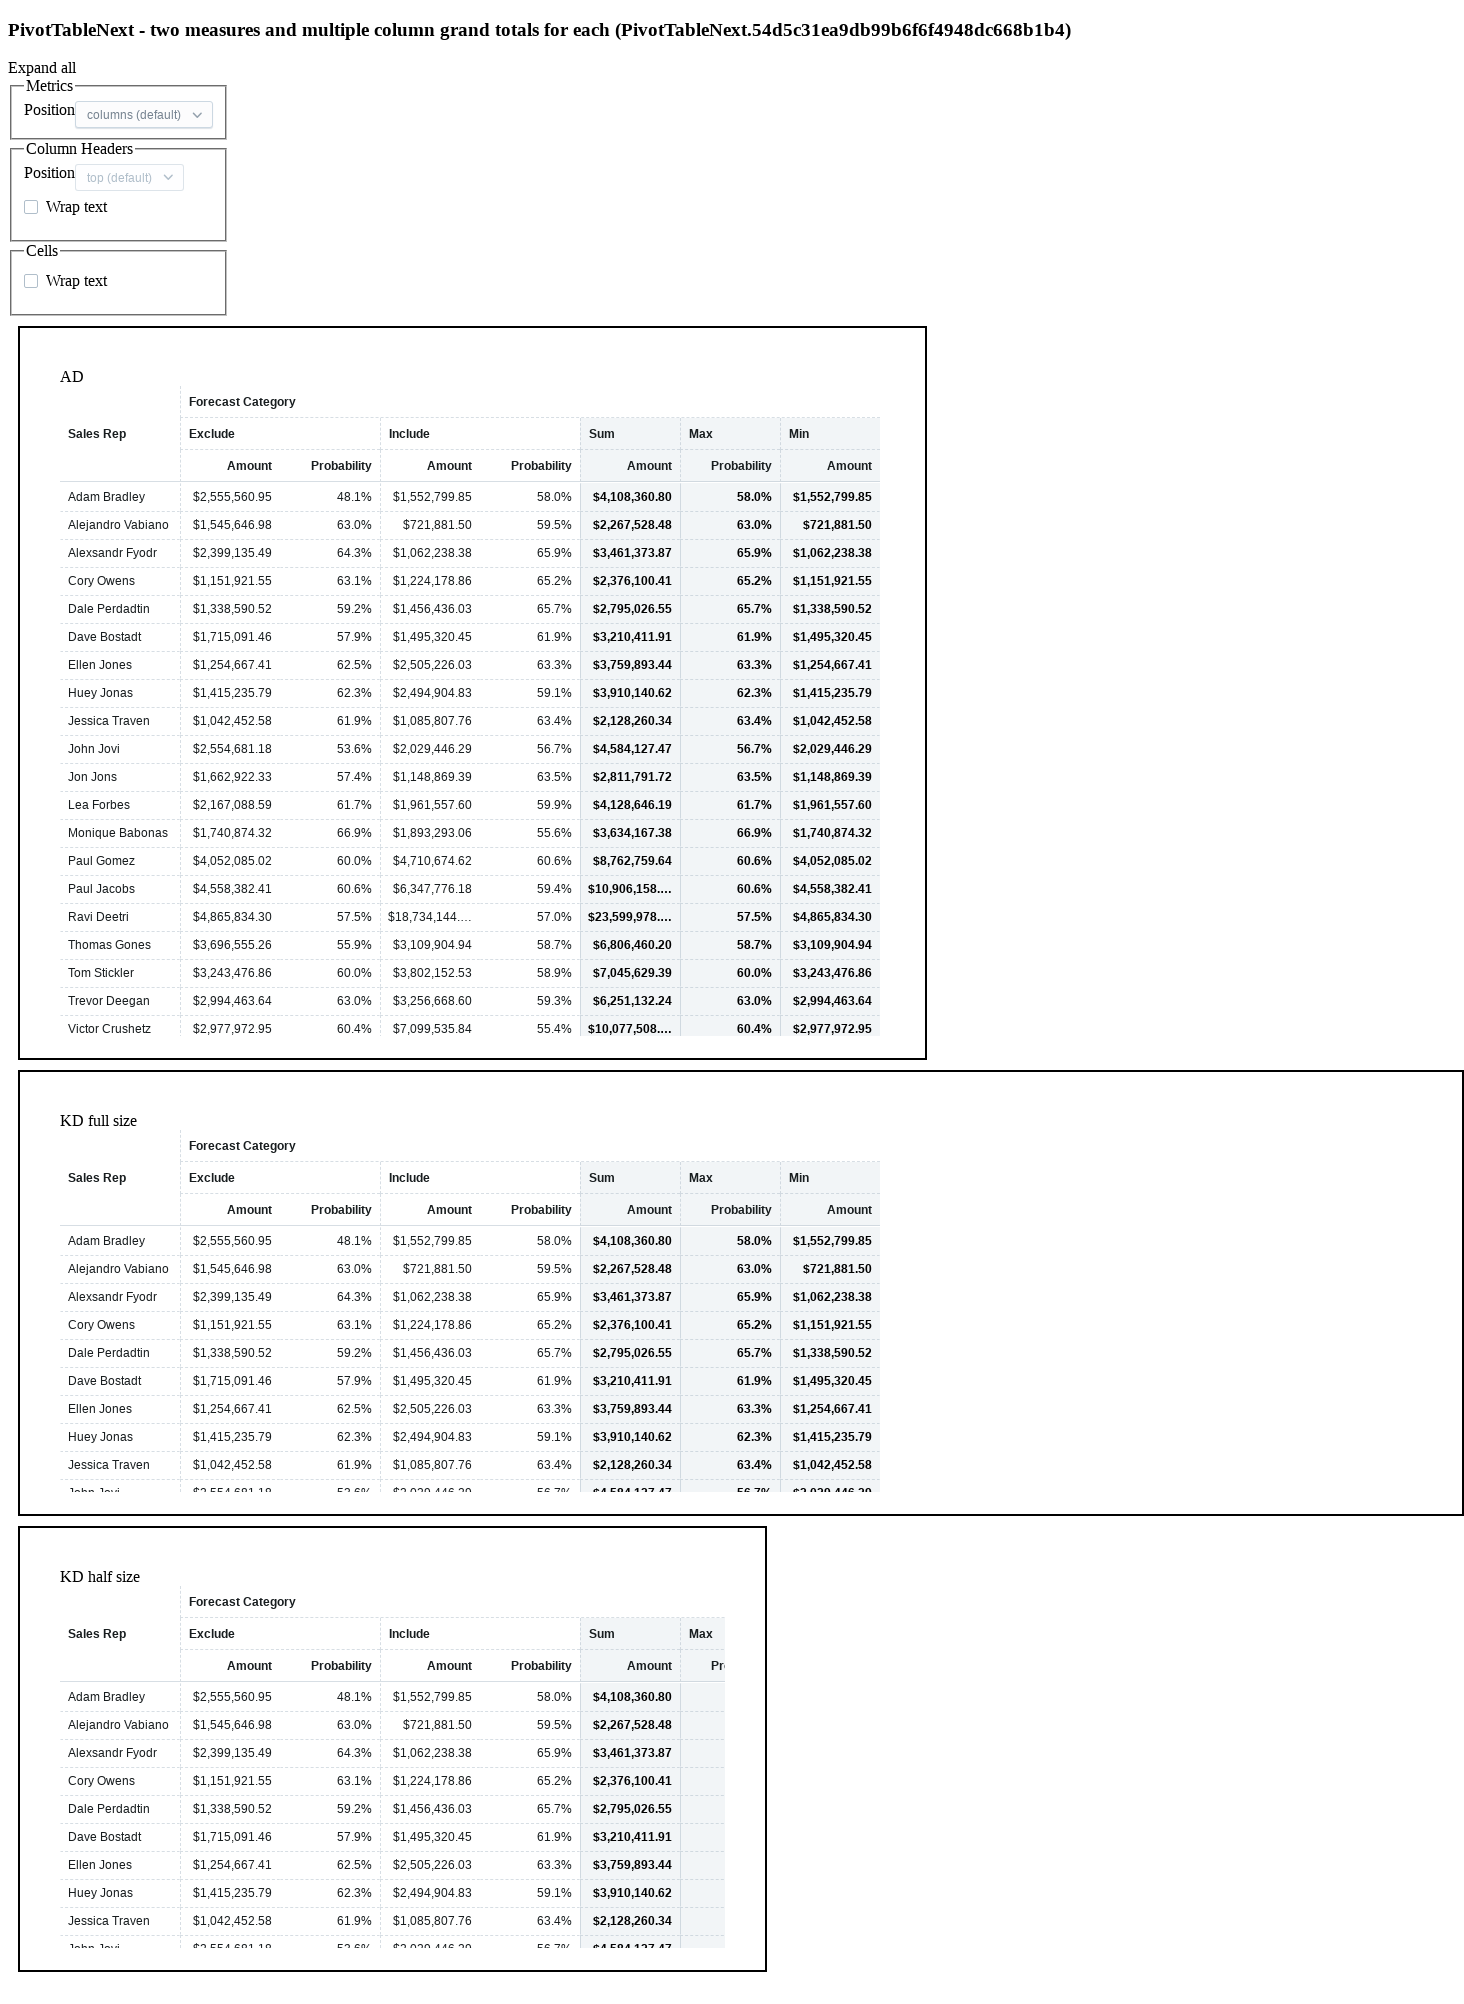 PivotTableNext - two measures and multiple column grand totals for each (PivotTableNext.54d5c31ea9db99b6f6f4948dc668b1b4)
Expand all
Metrics
Position columns (default)
Column Headers
Position top (default)
Wrap text
Cells
Wrap text
AD
Forecast Category
Sales Rep Exclude Include Sum Max Min
Amount Probability Amount Probability Amount Probability Amount
Adam Bradley $2,555,560.95 48.1% $1,552,799.85 58.0% $4,108,360.80 58.0% $1,552,799.85
Alejandro Vabiano $1,545,646.98 63.0% $721,881.50 59.5% $2,267,528.48 63.0% $721,881.50
Alexsandr Fyodr $2,399,135.49 64.3% $1,062,238.38 65.9% $3,461,373.87 65.9% $1,062,238.38
Cory Owens $1,151,921.55 63.1% $1,224,178.86 65.2% $2,376,100.41 65.2% $1,151,921.55
Dale Perdadtin $1,338,590.52 59.2% $1,456,436.03 65.7% $2,795,026.55 65.7% $1,338,590.52
Dave Bostadt $1,715,091.46 57.9% $1,495,320.45 61.9% $3,210,411.91 61.9% $1,495,320.45
Ellen Jones $1,254,667.41 62.5% $2,505,226.03 63.3% $3,759,893.44 63.3% $1,254,667.41
Huey Jonas $1,415,235.79 62.3% $2,494,904.83 59.1% $3,910,140.62 62.3% $1,415,235.79
Jessica Traven $1,042,452.58 61.9% $1,085,807.76 63.4% $2,128,260.34 63.4% $1,042,452.58
John Jovi $2,554,681.18 53.6% $2,029,446.29 56.7% $4,584,127.47 56.7% $2,029,446.29
Jon Jons $1,662,922.33 57.4% $1,148,869.39 63.5% $2,811,791.72 63.5% $1,148,869.39
Lea Forbes $2,167,088.59 61.7% $1,961,557.60 59.9% $4,128,646.19 61.7% $1,961,557.60
Monique Babonas $1,740,874.32 66.9% $1,893,293.06 55.6% $3,634,167.38 66.9% $1,740,874.32
Paul Gomez $4,052,085.02 60.0% $4,710,674.62 60.6% $8,762,759.64 60.6% $4,052,085.02
Paul Jacobs $4,558,382.41 60.6% $6,347,776.18 59.4% $10,906,158.... 60.6% $4,558,382.41
Ravi Deetri $4,865,834.30 57.5% $18,734,144.... 57.0% $23,599,978.... 57.5% $4,865,834.30
Thomas Gones $3,696,555.26 55.9% $3,109,904.94 58.7% $6,806,460.20 58.7% $3,109,904.94
Tom Stickler $3,243,476.86 60.0% $3,802,152.53 58.9% $7,045,629.39 60.0% $3,243,476.86
Trevor Deegan $2,994,463.64 63.0% $3,256,668.60 59.3% $6,251,132.24 63.0% $2,994,463.64
Victor Crushetz $2,977,972.95 60.4% $7,099,535.84 55.4% $10,077,508.... 60.4% $2,977,972.95
KD full size
Forecast Category
Sales Rep Exclude Include Sum Max Min
Amount Probability Amount Probability Amount Probability Amount
Adam Bradley $2,555,560.95 48.1% $1,552,799.85 58.0% $4,108,360.80 58.0% $1,552,799.85
Alejandro Vabiano $1,545,646.98 63.0% $721,881.50 59.5% $2,267,528.48 63.0% $721,881.50
Alexsandr Fyodr $2,399,135.49 64.3% $1,062,238.38 65.9% $3,461,373.87 65.9% $1,062,238.38
Cory Owens $1,151,921.55 63.1% $1,224,178.86 65.2% $2,376,100.41 65.2% $1,151,921.55
Dale Perdadtin $1,338,590.52 59.2% $1,456,436.03 65.7% $2,795,026.55 65.7% $1,338,590.52
Dave Bostadt $1,715,091.46 57.9% $1,495,320.45 61.9% $3,210,411.91 61.9% $1,495,320.45
Ellen Jones $1,254,667.41 62.5% $2,505,226.03 63.3% $3,759,893.44 63.3% $1,254,667.41
Huey Jonas $1,415,235.79 62.3% $2,494,904.83 59.1% $3,910,140.62 62.3% $1,415,235.79
Jessica Traven $1,042,452.58 61.9% $1,085,807.76 63.4% $2,128,260.34 63.4% $1,042,452.58
KD half size
Forecast Category
Sales Rep Exclude Include Sum Max
Amount Probability Amount Probability Amount
Adam Bradley $2,555,560.95 48.1% $1,552,799.85 58.0% $4,108,360.80
Alejandro Vabiano $1,545,646.98 63.0% $721,881.50 59.5% $2,267,528.48
Alexsandr Fyodr $2,399,135.49 64.3% $1,062,238.38 65.9% $3,461,373.87
Cory Owens $1,151,921.55 63.1% $1,224,178.86 65.2% $2,376,100.41
Dale Perdadtin $1,338,590.52 59.2% $1,456,436.03 65.7% $2,795,026.55
Dave Bostadt $1,715,091.46 57.9% $1,495,320.45 61.9% $3,210,411.91
Ellen Jones $1,254,667.41 62.5% $2,505,226.03 63.3% $3,759,893.44
Huey Jonas $1,415,235.79 62.3% $2,494,904.83 59.1% $3,910,140.62
Jessica Traven $1,042,452.58 61.9% $1,085,807.76 63.4% $2,128,260.34